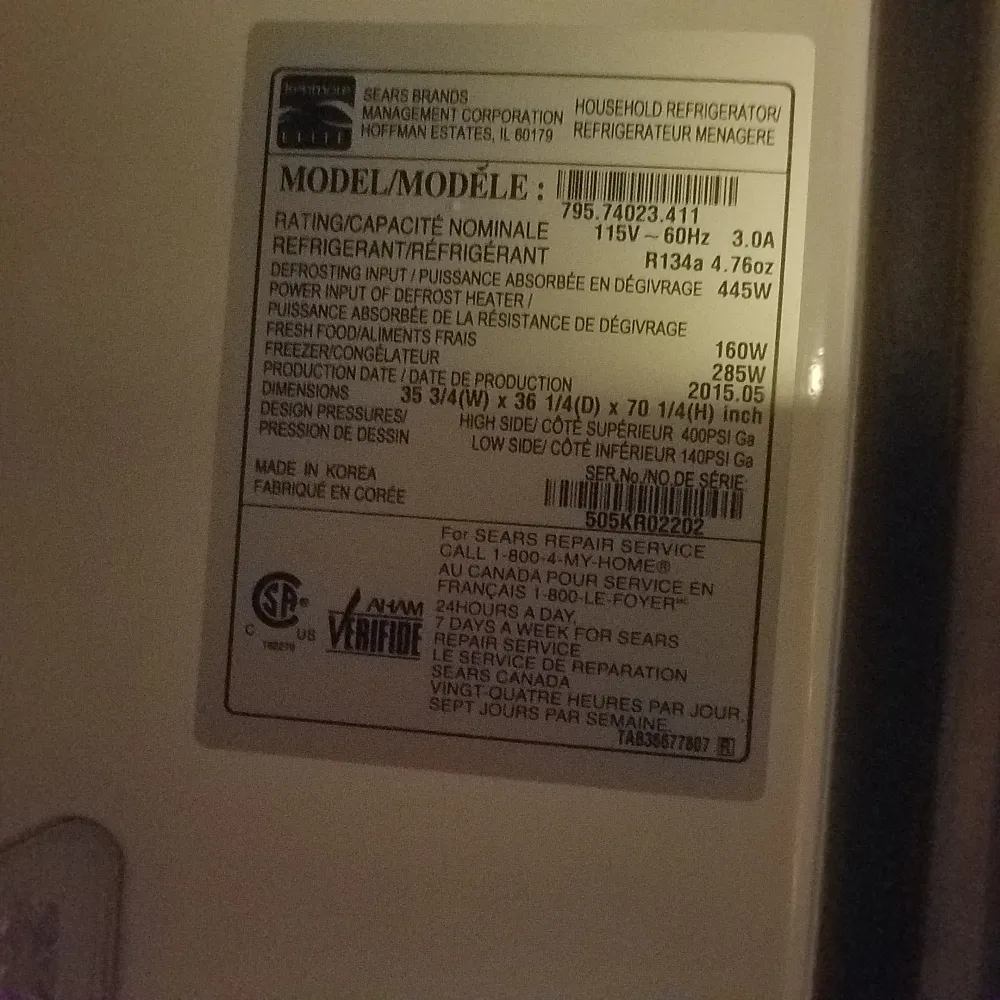 Kenmore
ELITE
SEARS BRANDS
MANAGEMENT CORPORATION
HOFFMAN ESTATES, IL 60179
HOUSEHOLD REFRIGERATOR/
REFRIGERATEUR MENAGERE
MODEL/MODÉLE :
795.74023.411
RATING/CAPACITÉ NOMINALE 115V ~ 60Hz 3.0A
REFRIGERANT/RÉFRIGÉRANT R134a 4.76oz
DEFROSTING INPUT / PUISSANCE ABSORBÉE EN DÉGIVRAGE 445W
POWER INPUT OF DEFROST HEATER /
PUISSANCE ABSORBÉE DE LA RÉSISTANCE DE DÉGIVRAGE
FRESH FOOD/ALIMENTS FRAIS 160W
FREEZER/CONGÉLATEUR 285W
PRODUCTION DATE / DATE DE PRODUCTION 2015.05
DIMENSIONS 35 3/4(W) x 36 1/4(D) x 70 1/4(H) inch
DESIGN PRESSURES/ HIGH SIDE/ CÔTÉ SUPÉRIEUR 400PSI Ga
PRESSION DE DESSIN LOW SIDE/ CÔTÉ INFÉRIEUR 140PSI Ga
MADE IN KOREA
FABRIQUÉ EN CORÉE
SER.No./NO.DE SÉRIE:
505KR02202
CSA ®
C US
AHAM
VERIFIDE
For SEARS REPAIR SERVICE
CALL 1-800-4-MY-HOME®
AU CANADA POUR SERVICE EN
FRANÇAIS 1-800-LE-FOYER
24HOURS A DAY,
7 DAYS A WEEK FOR SEARS
REPAIR SERVICE
LE SERVICE DE REPARATION
SEARS CANADA
VINGT-QUATRE HEURES PAR JOUR,
SEPT JOURS PAR SEMAINE